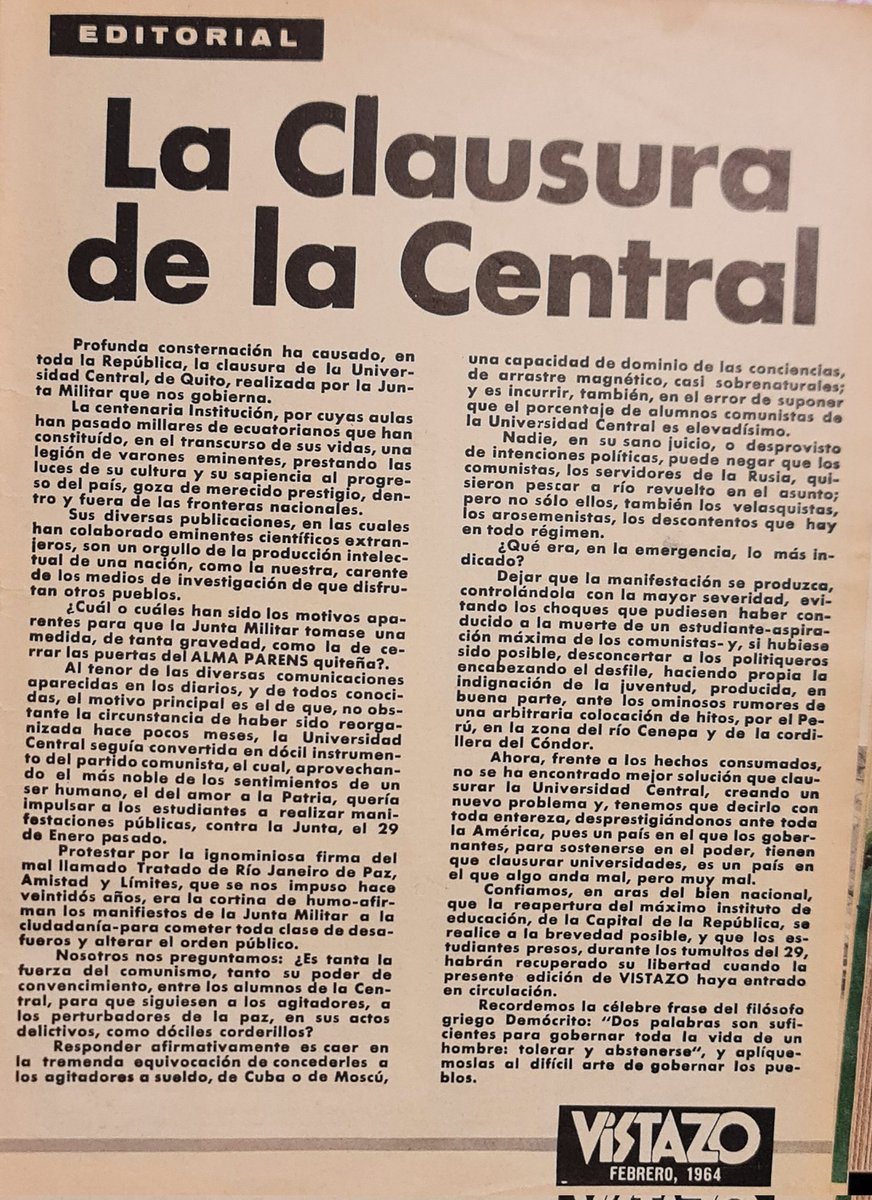 EDITORIAL
La Clausura
de la Central
Profunda consternación ha causado, en
toda la República, la clausura de la Univer-
sidad Central, de Quito, realizada por la Jun-
ta Militar que nos gobierna.
La centenaria Institución, por cuyas aulas
han pasado millares de ecuatorianos que han
constituído, en el transcurso de sus vidas, una
legión de varones eminentes, prestando las
luces de su cultura y su sapiencia al progre-
so del país, goza de merecido prestigio, den-
tro y fuera de las fronteras nacionales.
Sus diversas publicaciones, en las cuales
han colaborado eminentes científicos extran-
jeros, son un orgullo de la producción intelec-
tual de una nación, como la nuestra, carente
de los medios de investigación de que disfru-
tan otros pueblos.
¿Cuál o cuáles han sido los motivos apa-
rentes para que la Junta Militar tomase una
medida, de tanta gravedad, como la de ce-
rrar las puertas del ALMA PARENS quiteña?.
Al tenor de las diversas comunicaciones
aparecidas en los diarios, y de todos conoci-
das, el motivo principal es el de que, no obs-
tante la circunstancia de haber sido reorga-
nizada hace pocos meses, la Universidad
Central seguía convertida en dócil instrumen-
to del partido comunista, el cual, aprovechan-
do el más noble de los sentimientos de un
ser humano, el del amor a la Patria, quería
impulsar a los estudiantes a realizar mani-
festaciones públicas, contra la Junta, el 29
de Enero pasado.
Protestar por la ignominiosa firma del
mal llamado Tratado de Río Janeiro de Paz,
Amistad y Límites, que se nos impuso hace
veintidós años, era la cortina de humo-afir-
man los manifiestos de la Junta Militar a la
ciudadanía-para cometer toda clase de desa-
fueros y alterar el orden público.
Nosotros nos preguntamos: ¿Es tanta la
fuerza del comunismo, tanto su poder de
convencimiento, entre los alumnos de la Cen-
tral, para que siguiesen a los agitadores, a
los perturbadores de la paz, en sus actos
delictivos, como dóciles corderillos?
Responder afirmativamente es caer en
la tremenda equivocación de concederles a
los agitadores a sueldo, de Cuba o de Moscú,
una capacidad de dominio de las conciencias,
de arrastre magnético, casi sobrenaturales;
y es incurrir, también, en el error de suponer
que el porcentaje de alumnos comunistas de
la Universidad Central es elevadísimo.
Nadie, en su sano juicio, o desprovisto
de intenciones políticas, puede negar que los
comunistas, los servidores de la Rusia, qui-
sieron pescar a río revuelto en el asunto;
pero no sólo ellos, también los velasquistas,
los arosemenistas, los descontentos que hay
en todo régimen.
¿Qué era, en la emergencia, lo más in-
dicado?
Dejar que la manifestación se produzca,
controlándola con la mayor severidad, evi-
tando los choques que pudiesen haber con-
ducido a la muerte de un estudiante-aspira-
ción máxima de los comunistas-y, si hubiese
sido posible, desconcertar a los politiqueros
encabezando el desfile, haciendo propia la
indignación de la juventud, producida, en
buena parte, ante los ominosos rumores de
una arbitraria colocación de hitos, por el Pe-
rú, en la zona del río Cenepa y de la cordi-
llera del Cóndor.
Ahora, frente a los hechos consumados,
no se ha encontrado mejor solución que clau-
surar la Universidad Central, creando un
nuevo problema y, tenemos que decirlo con
toda entereza, desprestigiándonos ante toda
la América, pues un país en el que los gober-
nantes, para sostenerse en el poder, tienen
que clausurar universidades, es un país en
el que algo anda mal, pero muy mal.
Confiamos, en aras del bien nacional,
que la reapertura del máximo instituto de
educación, de la Capital de la República, se
realice a la brevedad posible, y que los es-
tudiantes presos, durante los tumultos del 29,
habrán recuperado su libertad cuando la
presente edición de VISTAZO haya entrado
en circulación.
Recordemos la célebre frase del filósofo
griego Demócrito: "Dos palabras son sufi-
cientes para gobernar toda la vida de un
hombre: tolerar y abstenerse", y aplíque-
moslas al difícil arte de gobernar los pue-
blos.
ViSTAZO
FEBRERO, 1964